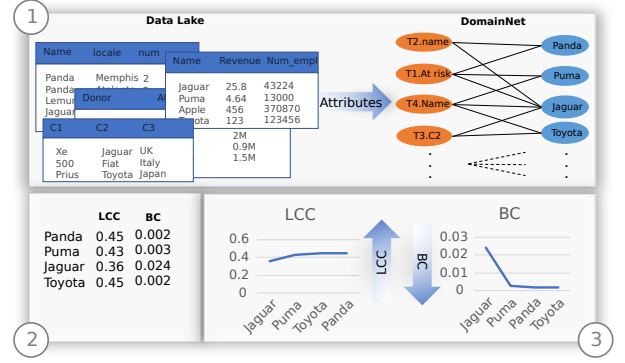 1
Data Lake
DomainNet
Name locale num
Panda Memphis 2
Panda
Lemur
Jaguar
Donor
Name Revenue Num_empl
Jaguar 25.8 43224
Puma 4.64 13000
Apple 456 370870
Toyota 123 123456
2M
0.9M
1.5M
C1 C2 C3
Xe Jaguar UK
500 Fiat Italy
Prius Toyota Japan
Attributes
T2.name
T1.At risk
T4.Name
T3.C2
Panda
Puma
Jaguar
Toyota
LCC BC
Panda 0.45 0.002
Puma 0.43 0.003
Jaguar 0.36 0.024
Toyota 0.45 0.002
2
LCC
0.6
0.4
0.2
0
Jaguar
Puma
Toyota
Panda
LCC
BC
BC
0.03
0.02
0.01
0
Jaguar
Puma
Panda
Toyota
3